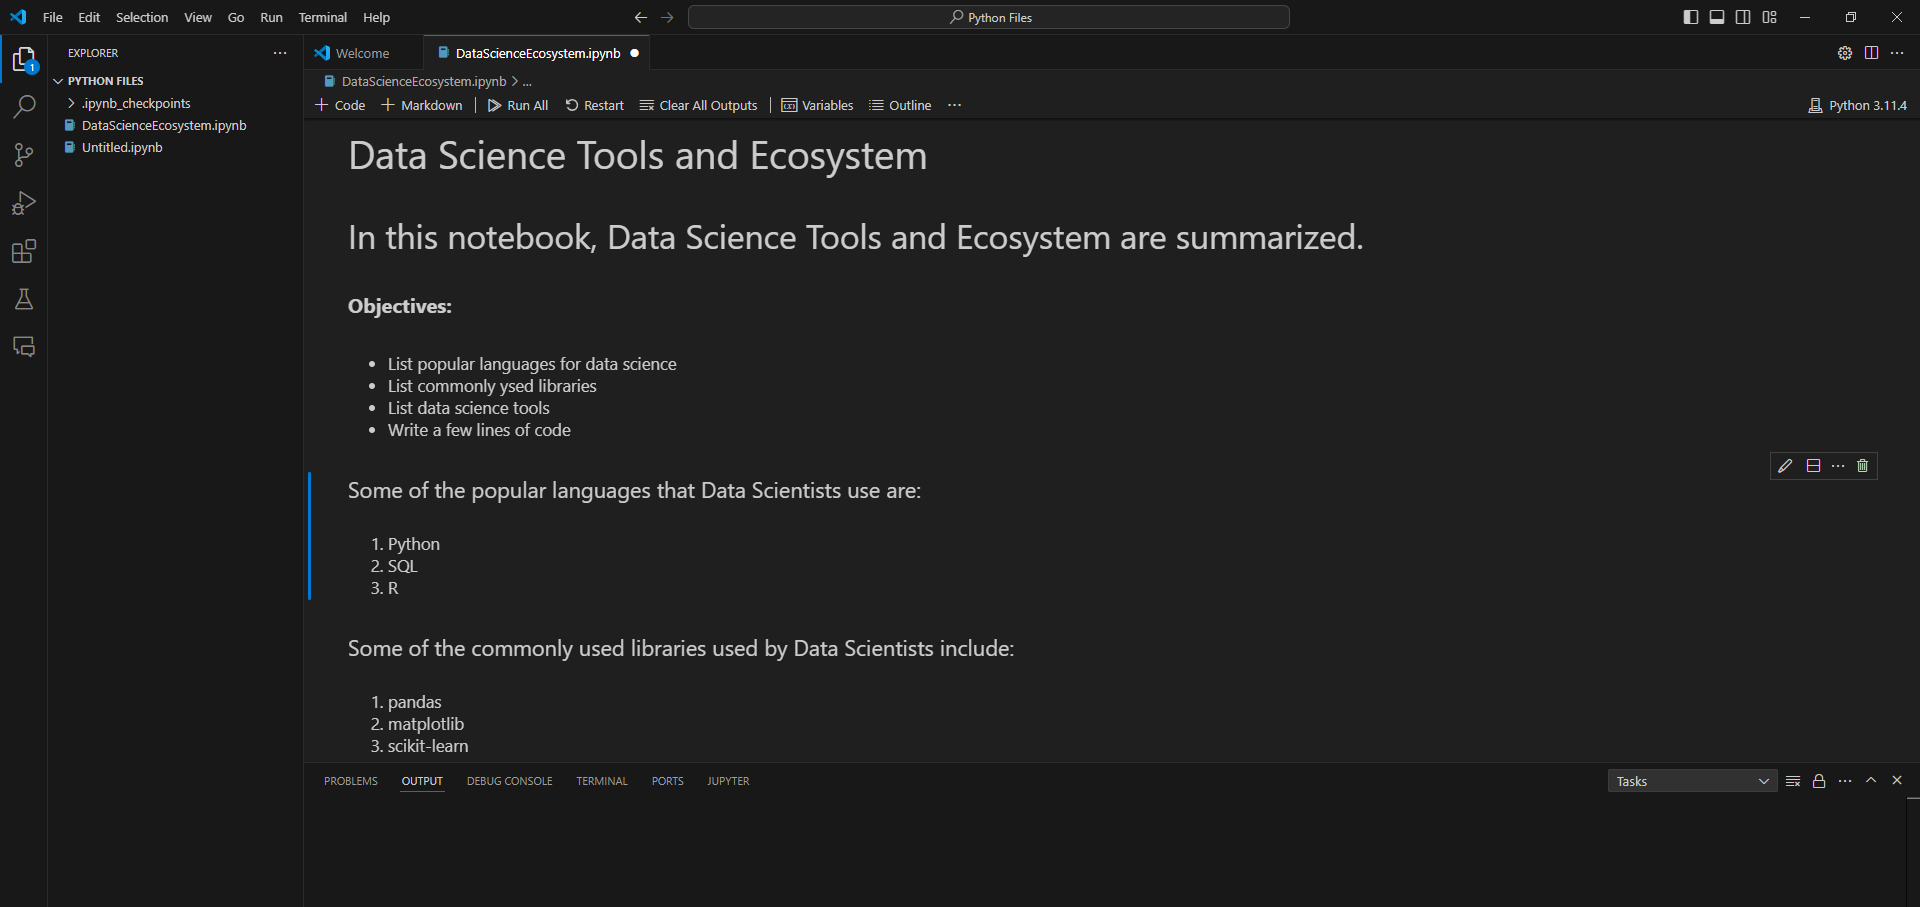 File Edit Selection View Go Run Terminal Help
Python Files
EXPLORER
PYTHON FILES
.ipynb_checkpoints
DataScienceEcosystem.ipynb
Untitled.ipynb
1
Welcome
DataScienceEcosystem.ipynb
DataScienceEcosystem.ipynb > ...
Code Markdown Run All Restart Clear All Outputs Variables Outline ...
Python 3.11.4
Data Science Tools and Ecosystem
In this notebook, Data Science Tools and Ecosystem are summarized.
Objectives:
• List popular languages for data science
• List commonly ysed libraries
• List data science tools
• Write a few lines of code
Some of the popular languages that Data Scientists use are:
1. Python
2. SQL
3. R
Some of the commonly used libraries used by Data Scientists include:
1. pandas
2. matplotlib
3. scikit-learn
PROBLEMS OUTPUT DEBUG CONSOLE TERMINAL PORTS JUPYTER
Tasks